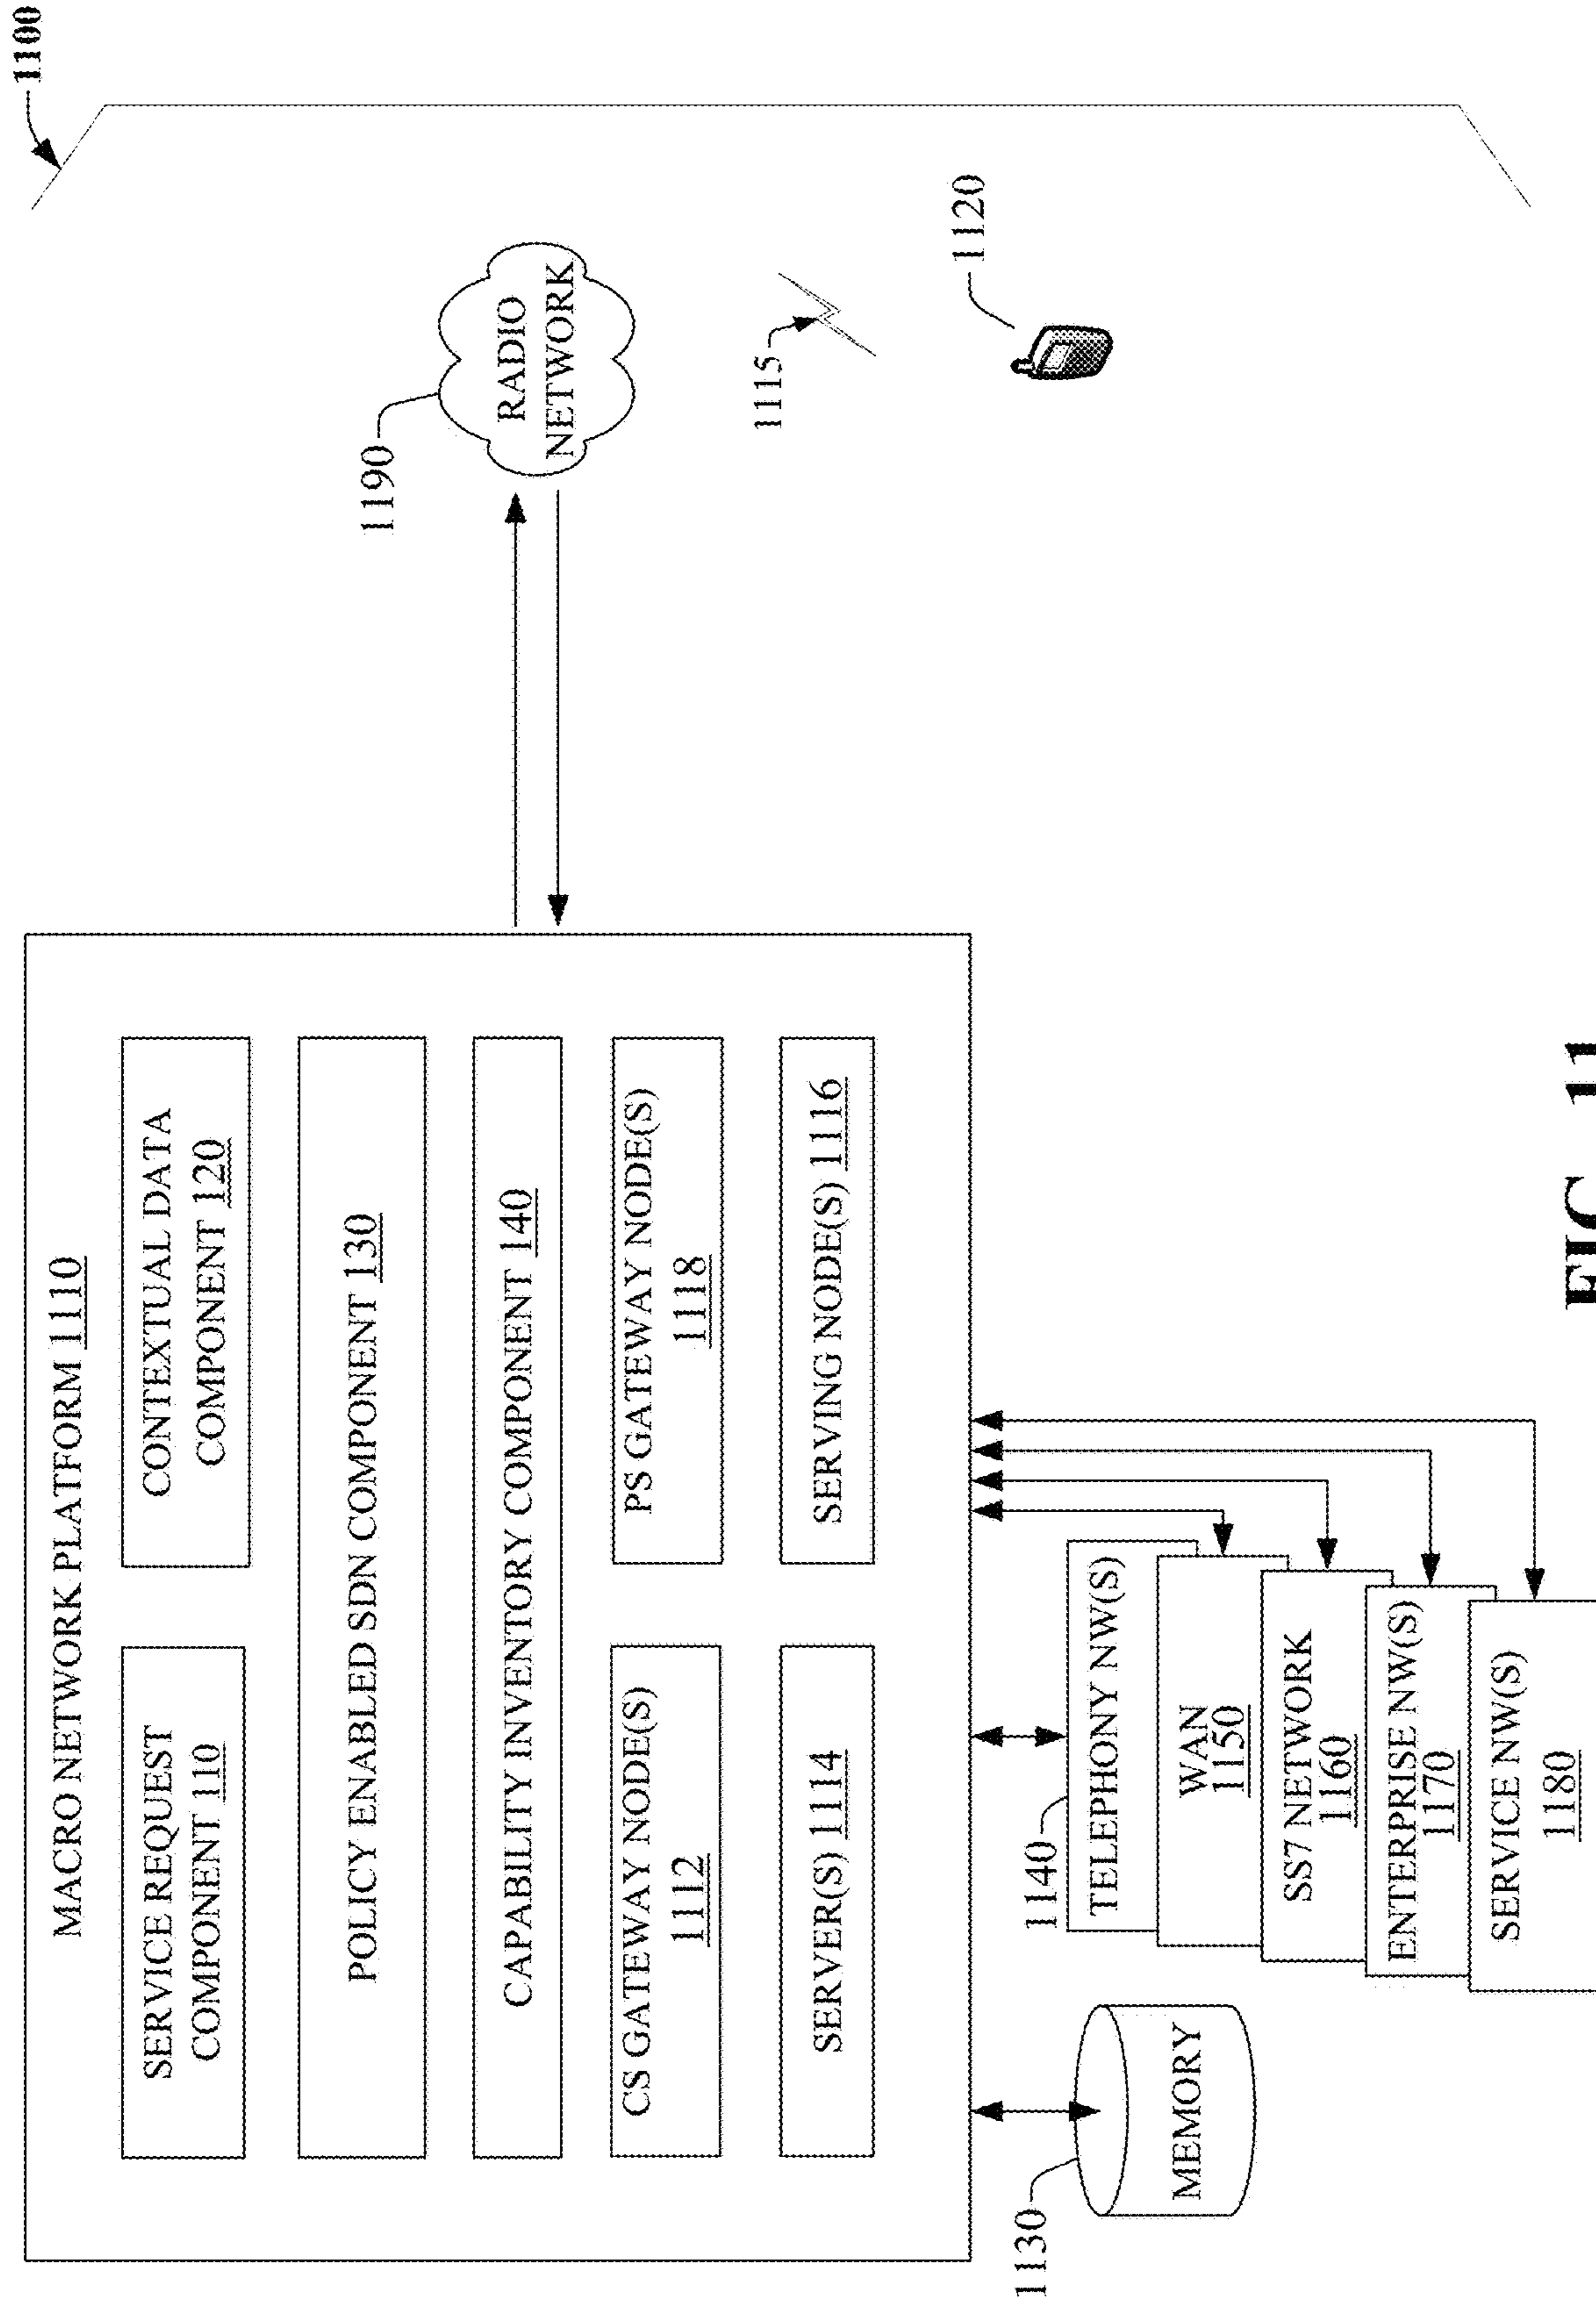 1100
MACRO NETWORK PLATFORM 1110
SERVICE REQUEST
COMPONENT 110
CONTEXTUAL DATA
COMPONENT 120
POLICY ENABLED SDN COMPONENT 130
CAPABILITY INVENTORY COMPONENT 140
CS GATEWAY NODE(S)
1112
PS GATEWAY NODE(S)
1118
SERVER(S) 1114
SERVING NODE(S) 1116
1190
RADIO
NETWORK
1115
1120
1130
MEMORY
1140
TELEPHONY NW(S)
WAN
1150
SS7 NETWORK
1160
ENTERPRISE NW(S)
1170
SERVICE NW(S)
1180
FIG. 11